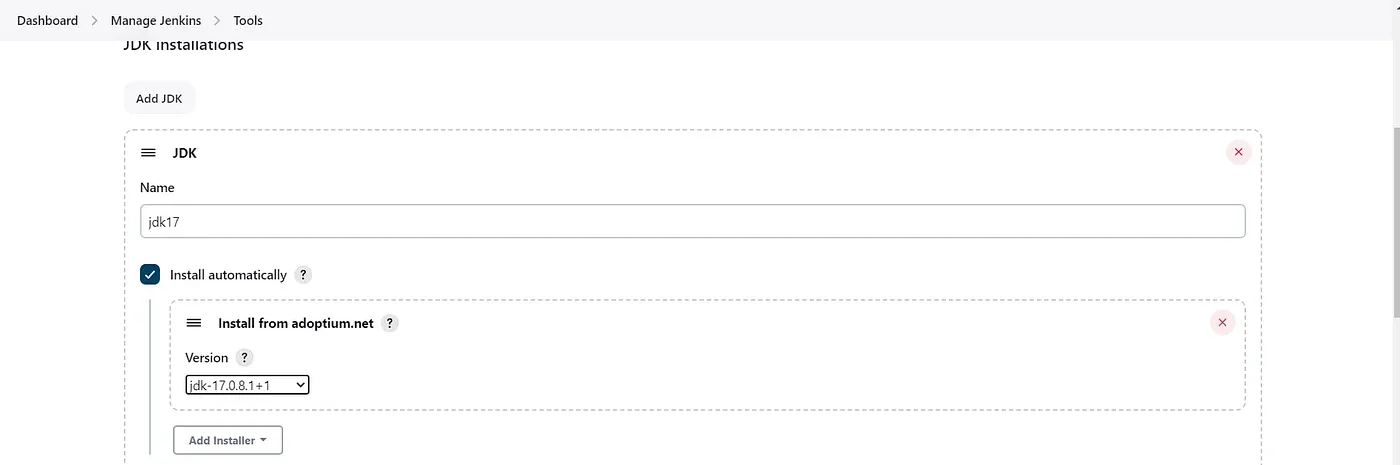 Dashboard > Manage Jenkins > Tools
JDK installations
Add JDK
JDK
Name
jdk17
Install automatically ?
Install from adoptium.net ?
Version ?
jdk-17.0.8.1+1
Add Installer